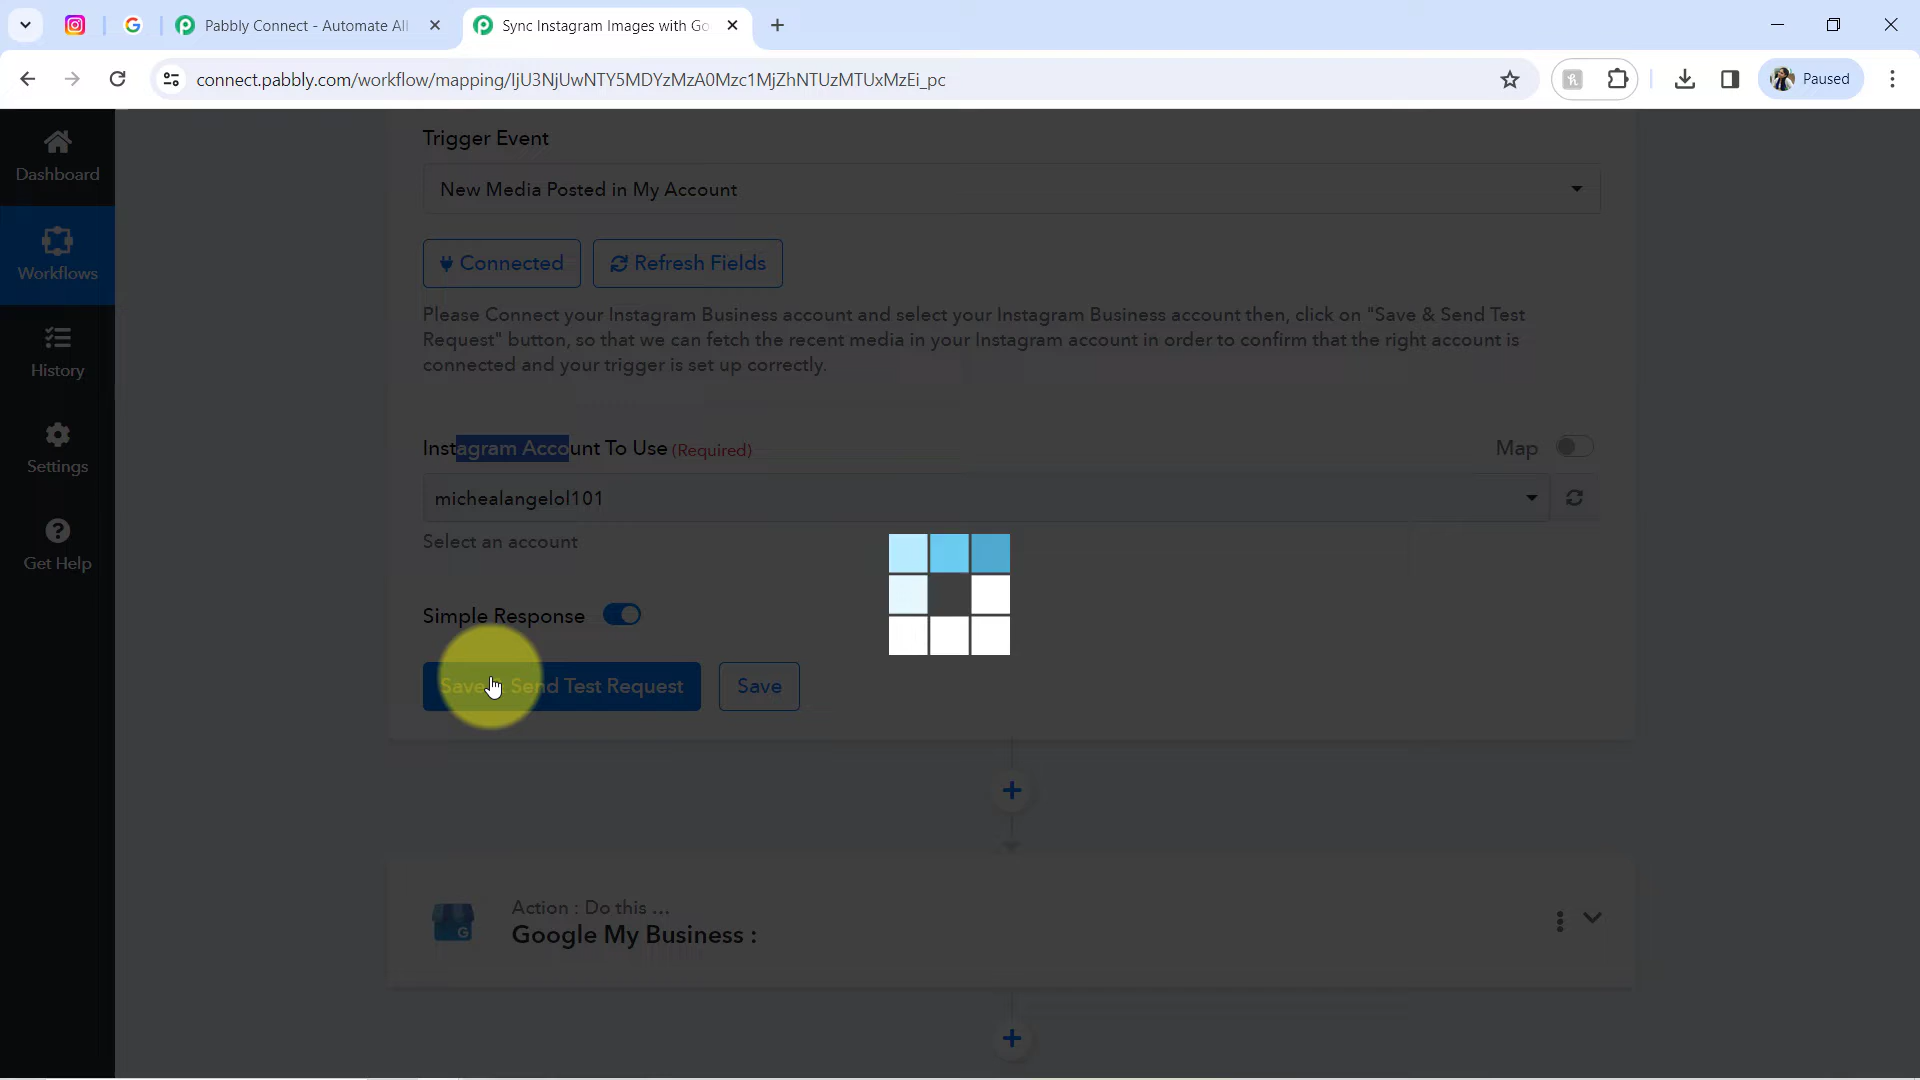 Pabbly Connect - Automate All
Sync Instagram Images with Go
connect.pabbly.com/workflow/mapping/IjU3NjUwNTY5MDYzMzA0Mzc1MjZhNTUzMTUxMzEi_pc
Paused
Dashboard
Workflows
History
Settings
Get Help
Trigger Event
New Media Posted in My Account
Connected
Refresh Fields
Please Connect your Instagram Business account and select your Instagram Business account then, click on "Save & Send Test
Request" button, so that we can fetch the recent media in your Instagram account in order to confirm that the right account is
connected and your trigger is set up correctly.
Instagram Account To Use (Required)
Map
michealangelol101
Select an account
Simple Response
Save & Send Test Request
Save
Action : Do this ...
Google My Business :